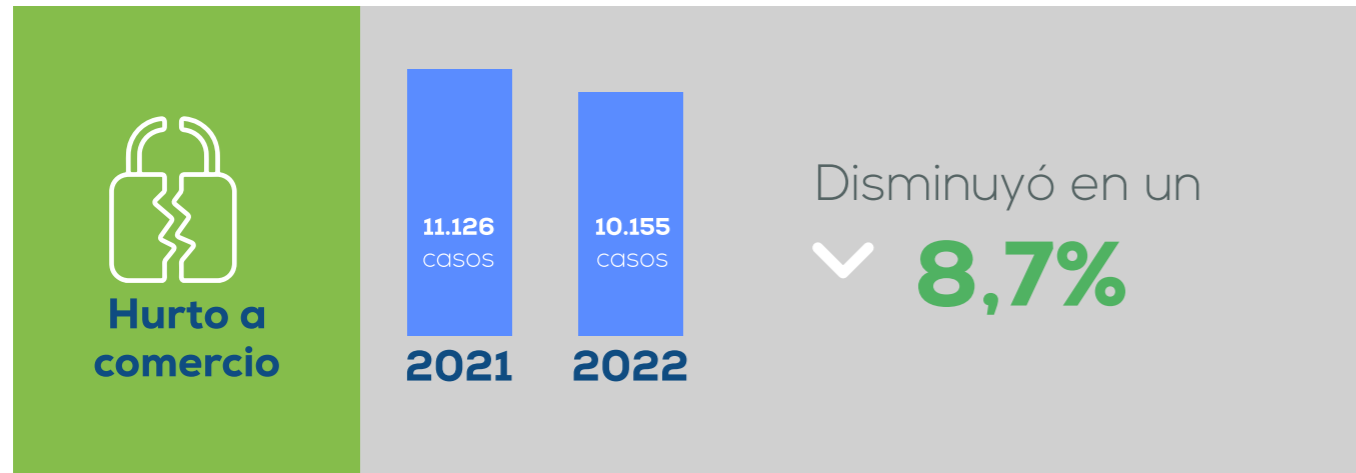 Hurto a
comercio
11.126
casos
2021
10.155
casos
2022
Disminuyó en un
8,7%